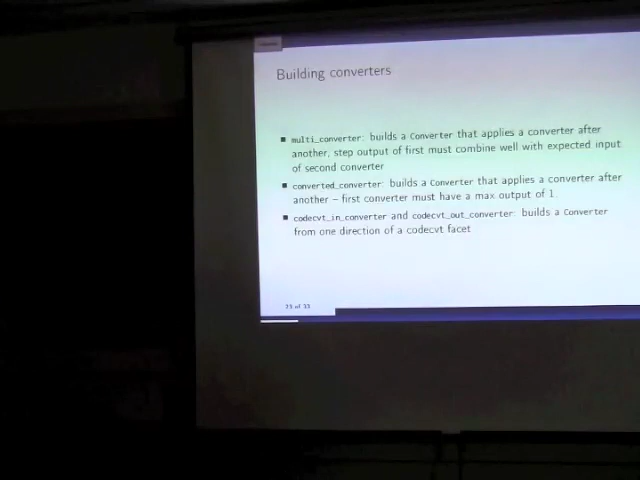 Building converters
multi_converter: builds a Converter that applies a converter after
another, step output of first must combine well with expected input
of second converter
converted_converter: builds a Converter that applies a converter after
another – first converter must have a max output of 1
codecvt_in_converter and codecvt_out_converter: builds a Converter
from one direction of a codecvt facet